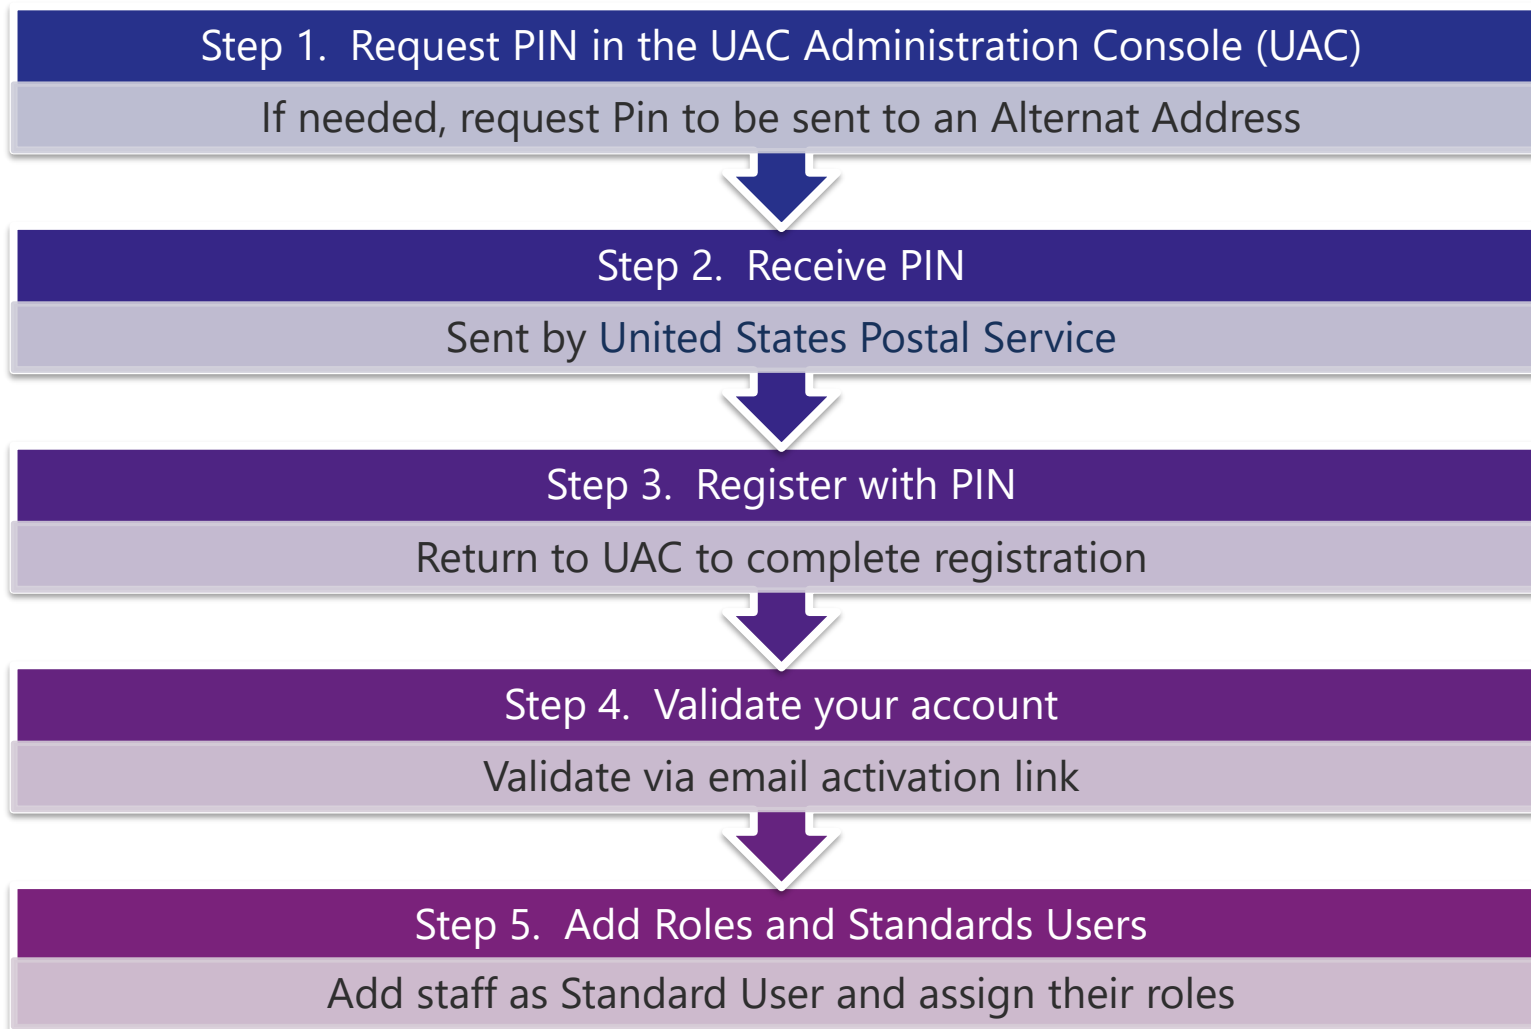 Step 1.  Request PIN in the UAC Administration Console (UAC)
If needed, request Pin to be sent to an Alternat Address
Step 2.  Receive PIN
Sent by United States Postal Service
Step 3.  Register with PIN
Return to UAC to complete registration
Step 4.  Validate your account
Validate via email activation link
Step 5.  Add Roles and Standards Users
Add staff as Standard User and assign their roles